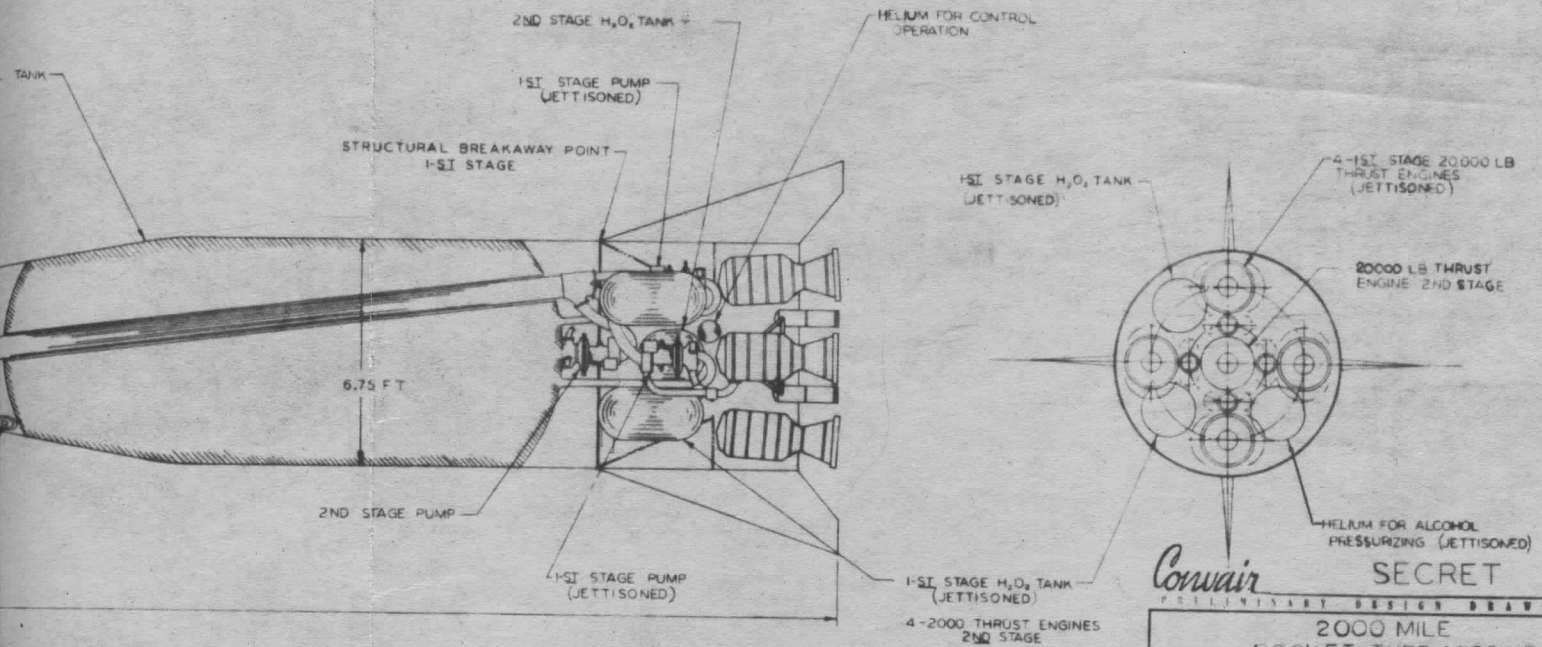 TANK
2ND STAGE H₂O₂ TANK
HELIUM FOR CONTROL
OPERATION
1-ST STAGE PUMP
(JETTISONED)
STRUCTURAL BREAKAWAY POINT
1-ST STAGE
6.75 FT
2ND STAGE PUMP
1-ST STAGE PUMP
(JETTISONED)
1-ST STAGE H₂O₂ TANK
(JETTISONED)
4-2000 THRUST ENGINES
2ND STAGE
1-ST STAGE H₂O₂ TANK
(JETTISONED)
4-1ST STAGE 20,000 LB
THRUST ENGINES
(JETTISONED)
20000 LB THRUST
ENGINE 2ND STAGE
HELIUM FOR ALCOHOL
PRESSURIZING (JETTISONED)
Convair
SECRET
PRELIMINARY DESIGN
2000 MILE